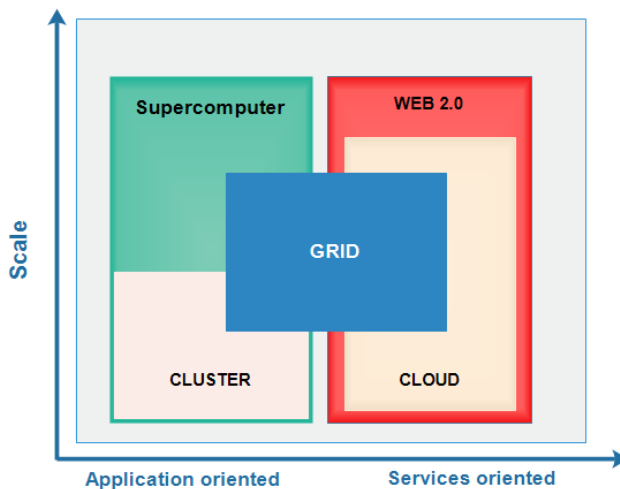 Supercomputer
WEB 2.0
GRID
Scale
CLUSTER
CLOUD
Application oriented
Services oriented